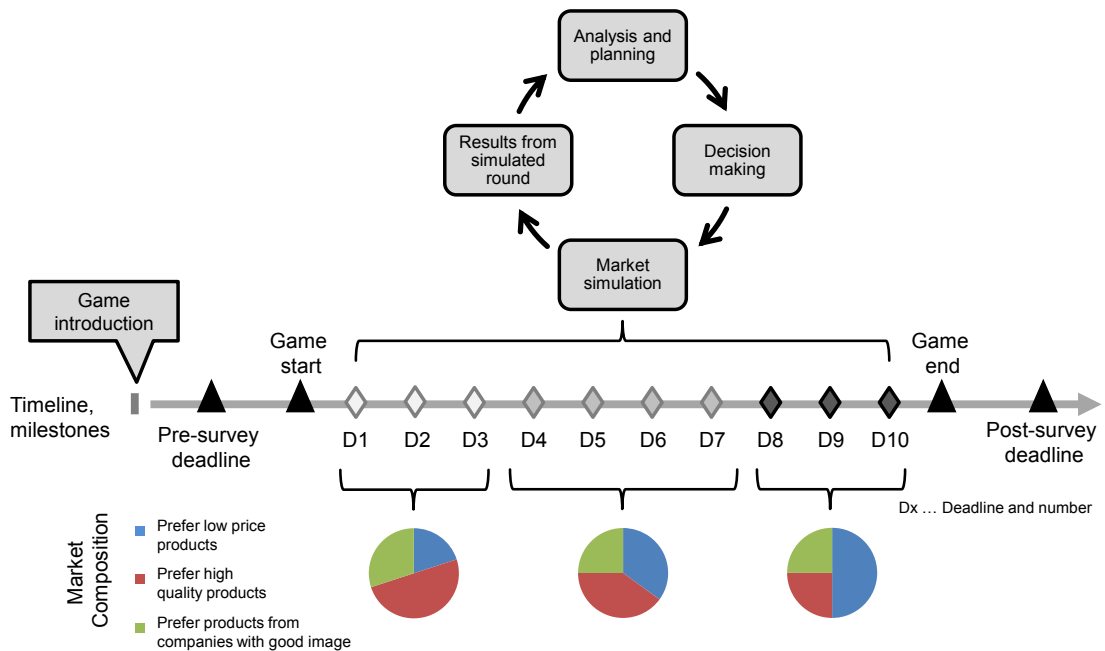 Analysis and
planning
Results from
simulated
round
Decision
making
Market
simulation
Game
introduction
Game
start
Game
end
Timeline,
milestones
Pre-survey
deadline
D1
D2
D3
D4
D5
D6
D7
D8
D9
D10
Post-survey
deadline
Dx ... Deadline and number
Market
Composition
Prefer low price
products
Prefer high
quality products
Prefer products from
companies with good image